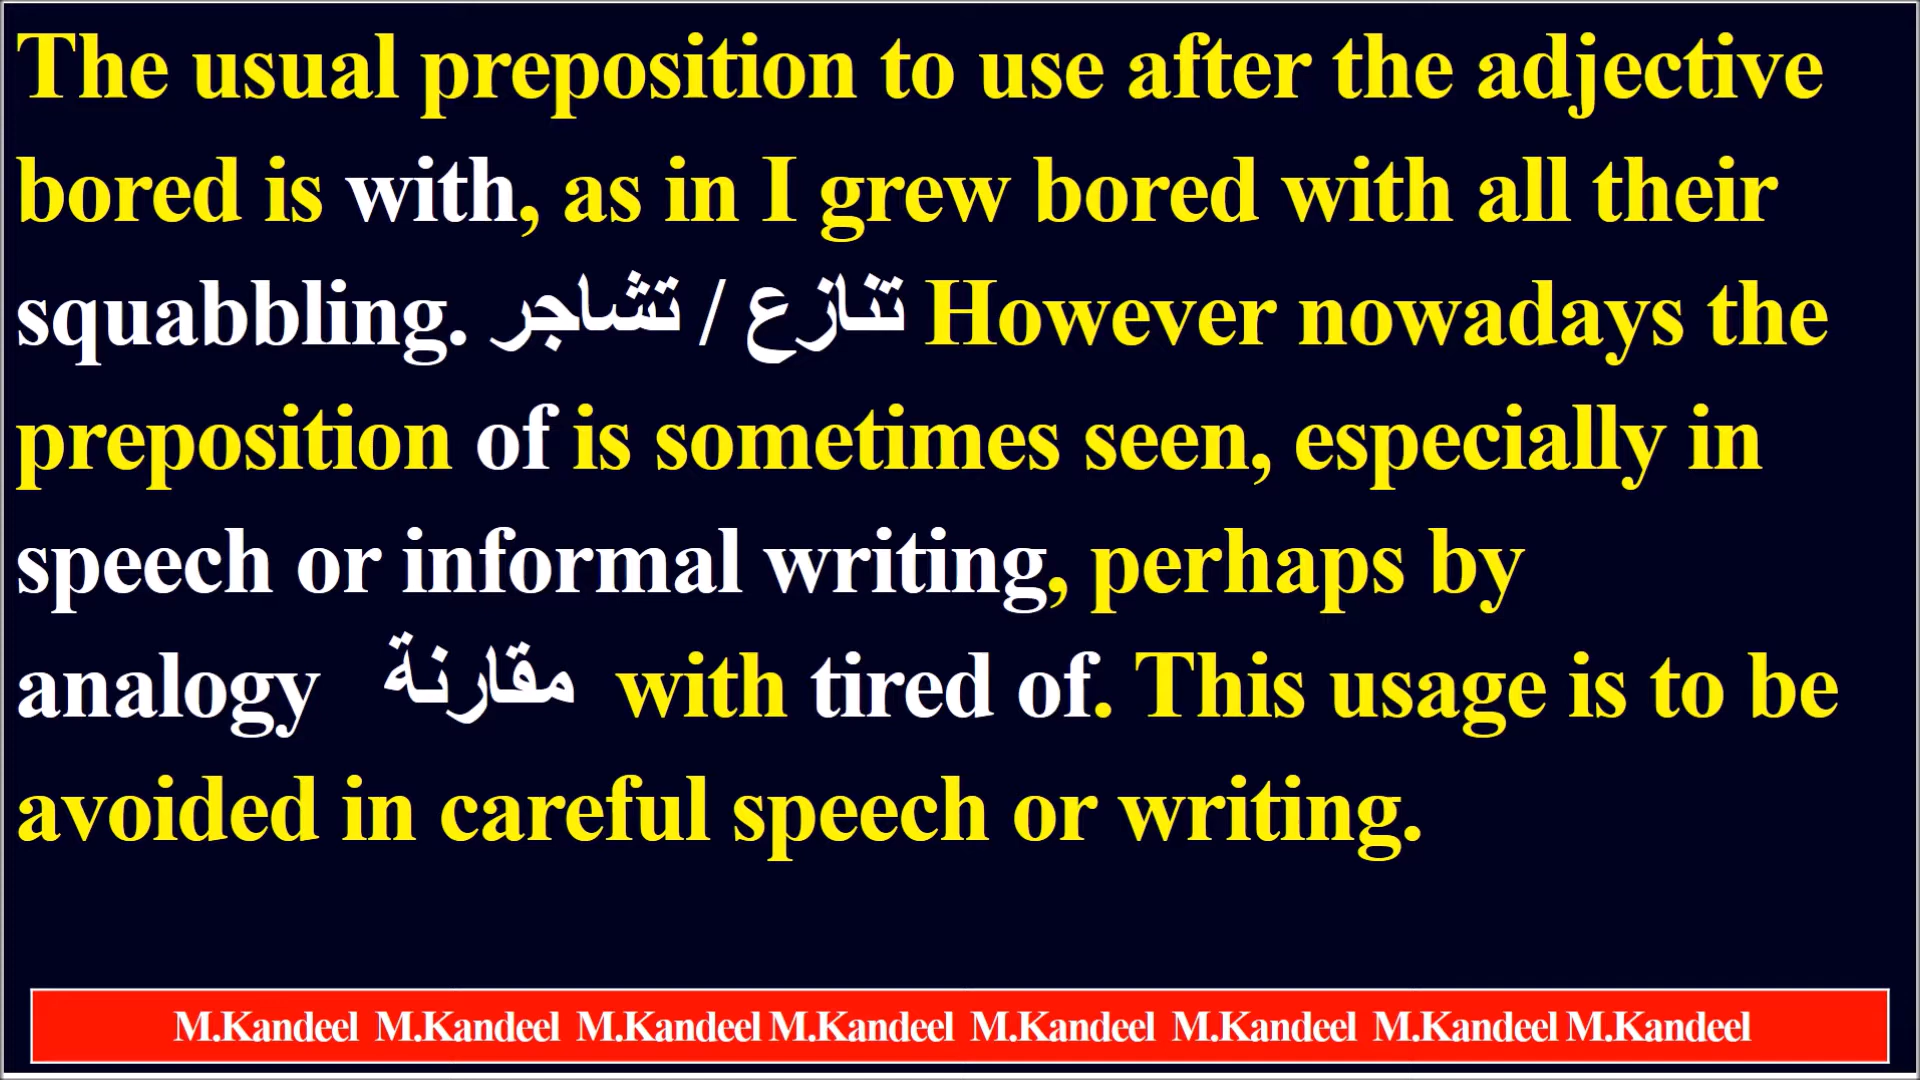 The usual preposition to use after the adjective
bored is with, as in I grew bored with all their
squabbling. تنازع / تشاجر However nowadays the
preposition of is sometimes seen, especially in
speech or informal writing, perhaps by
analogy مقارنة with tired of. This usage is to be
avoided in careful speech or writing.
M.Kandeel M.Kandeel M.Kandeel M.Kandeel M.Kandeel M.Kandeel M.Kandeel M.Kandeel